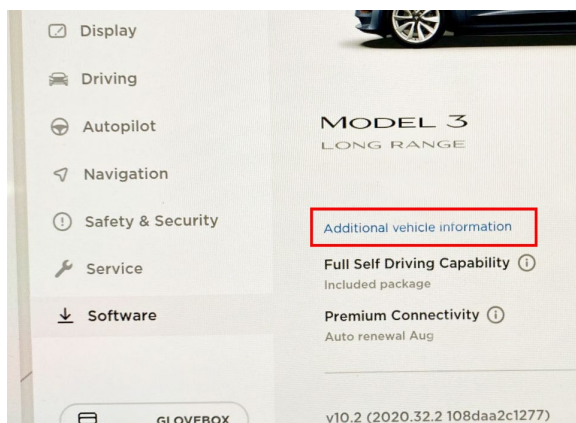 Display
Driving
Autopilot
Navigation
Safety & Security
Service
Software
GLOVEBOX
MODEL 3
LONG RANGE
Additional vehicle information
Full Self Driving Capability
Included package
Premium Connectivity
Auto renewal Aug
v10.2 (2020.32.2 108daa2c1277)